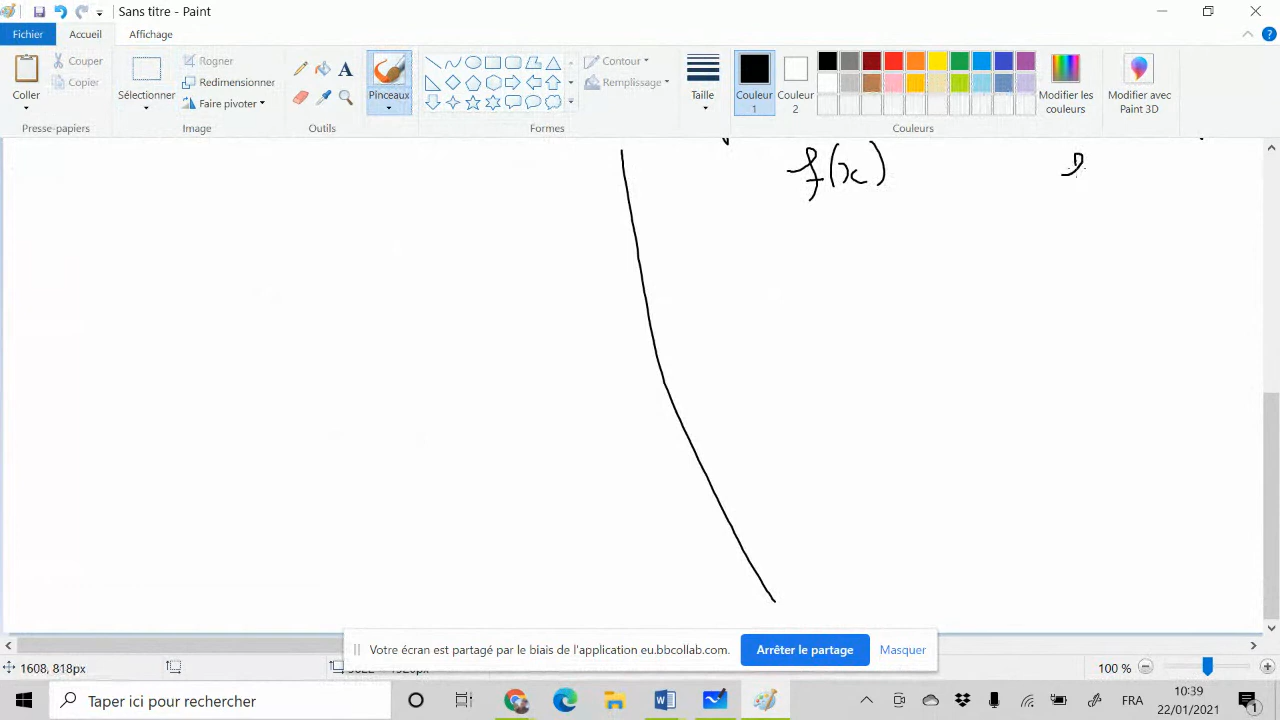 Sans titre - Paint
Fichier Accueil Affichage
Coller
Couper
Copier
Presse-papiers
Sélectionner
Rogner
Redimensionner
Faire pivoter
Image
Outils
Pinceaux
Contour
Remplissage
Formes
Taille
Couleur 1
Couleur 2
Couleurs
Modifier les couleurs
Modifier avec Paint 3D
f(x)
Votre écran est partagé par le biais de l'application eu.bbcollab.com. Arrêter le partage Masquer
1608, 818px
100 %
Taper ici pour rechercher
FRA
10:39
22/01/2021
1